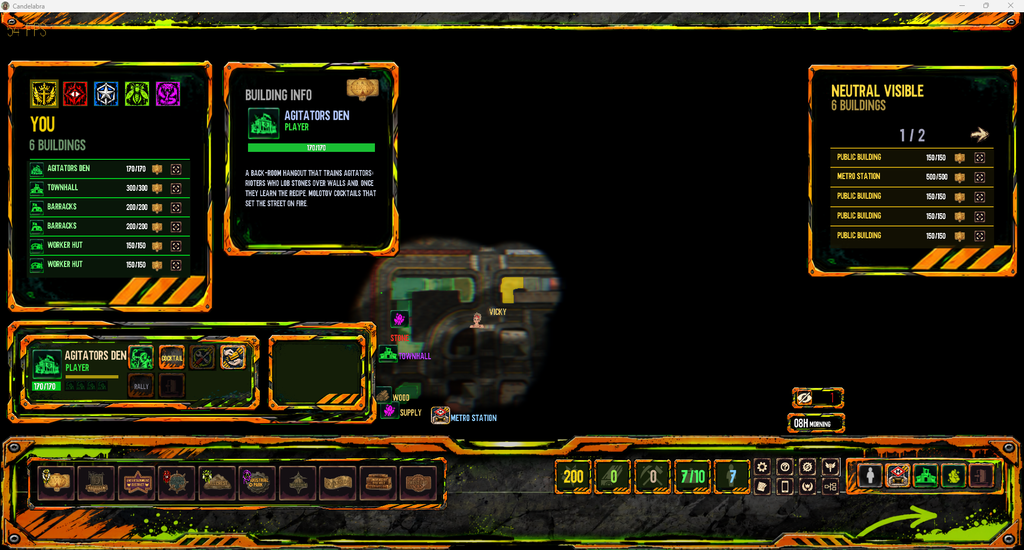 Candelabra
54 FPS
YOU
6 BUILDINGS
AGITATORS DEN 170/170
TOWNHALL 300/300
BARRACKS 200/200
BARRACKS 200/200
WORKER HUT 150/150
WORKER HUT 150/150
BUILDING INFO
AGITATORS DEN
PLAYER
170/170
A BACK-ROOM HANGOUT THAT TRAINS AGITATORS:
RIOTERS WHO LOB STONES OVER WALLS AND, ONCE
THEY LEARN THE RECIPE, MOLOTOV COCKTAILS THAT
SET THE STREET ON FIRE.
NEUTRAL VISIBLE
6 BUILDINGS
1 / 2
PUBLIC BUILDING 150/150
METRO STATION 500/500
PUBLIC BUILDING 150/150
PUBLIC BUILDING 150/150
PUBLIC BUILDING 150/150
AGITATORS DEN
PLAYER
170/170
COCKTAIL
RALLY
VICKY
TOWNHALL
WOOD
SUPPLY
METRO STATION
1
08H MORNING
200
0
0
7/10
7